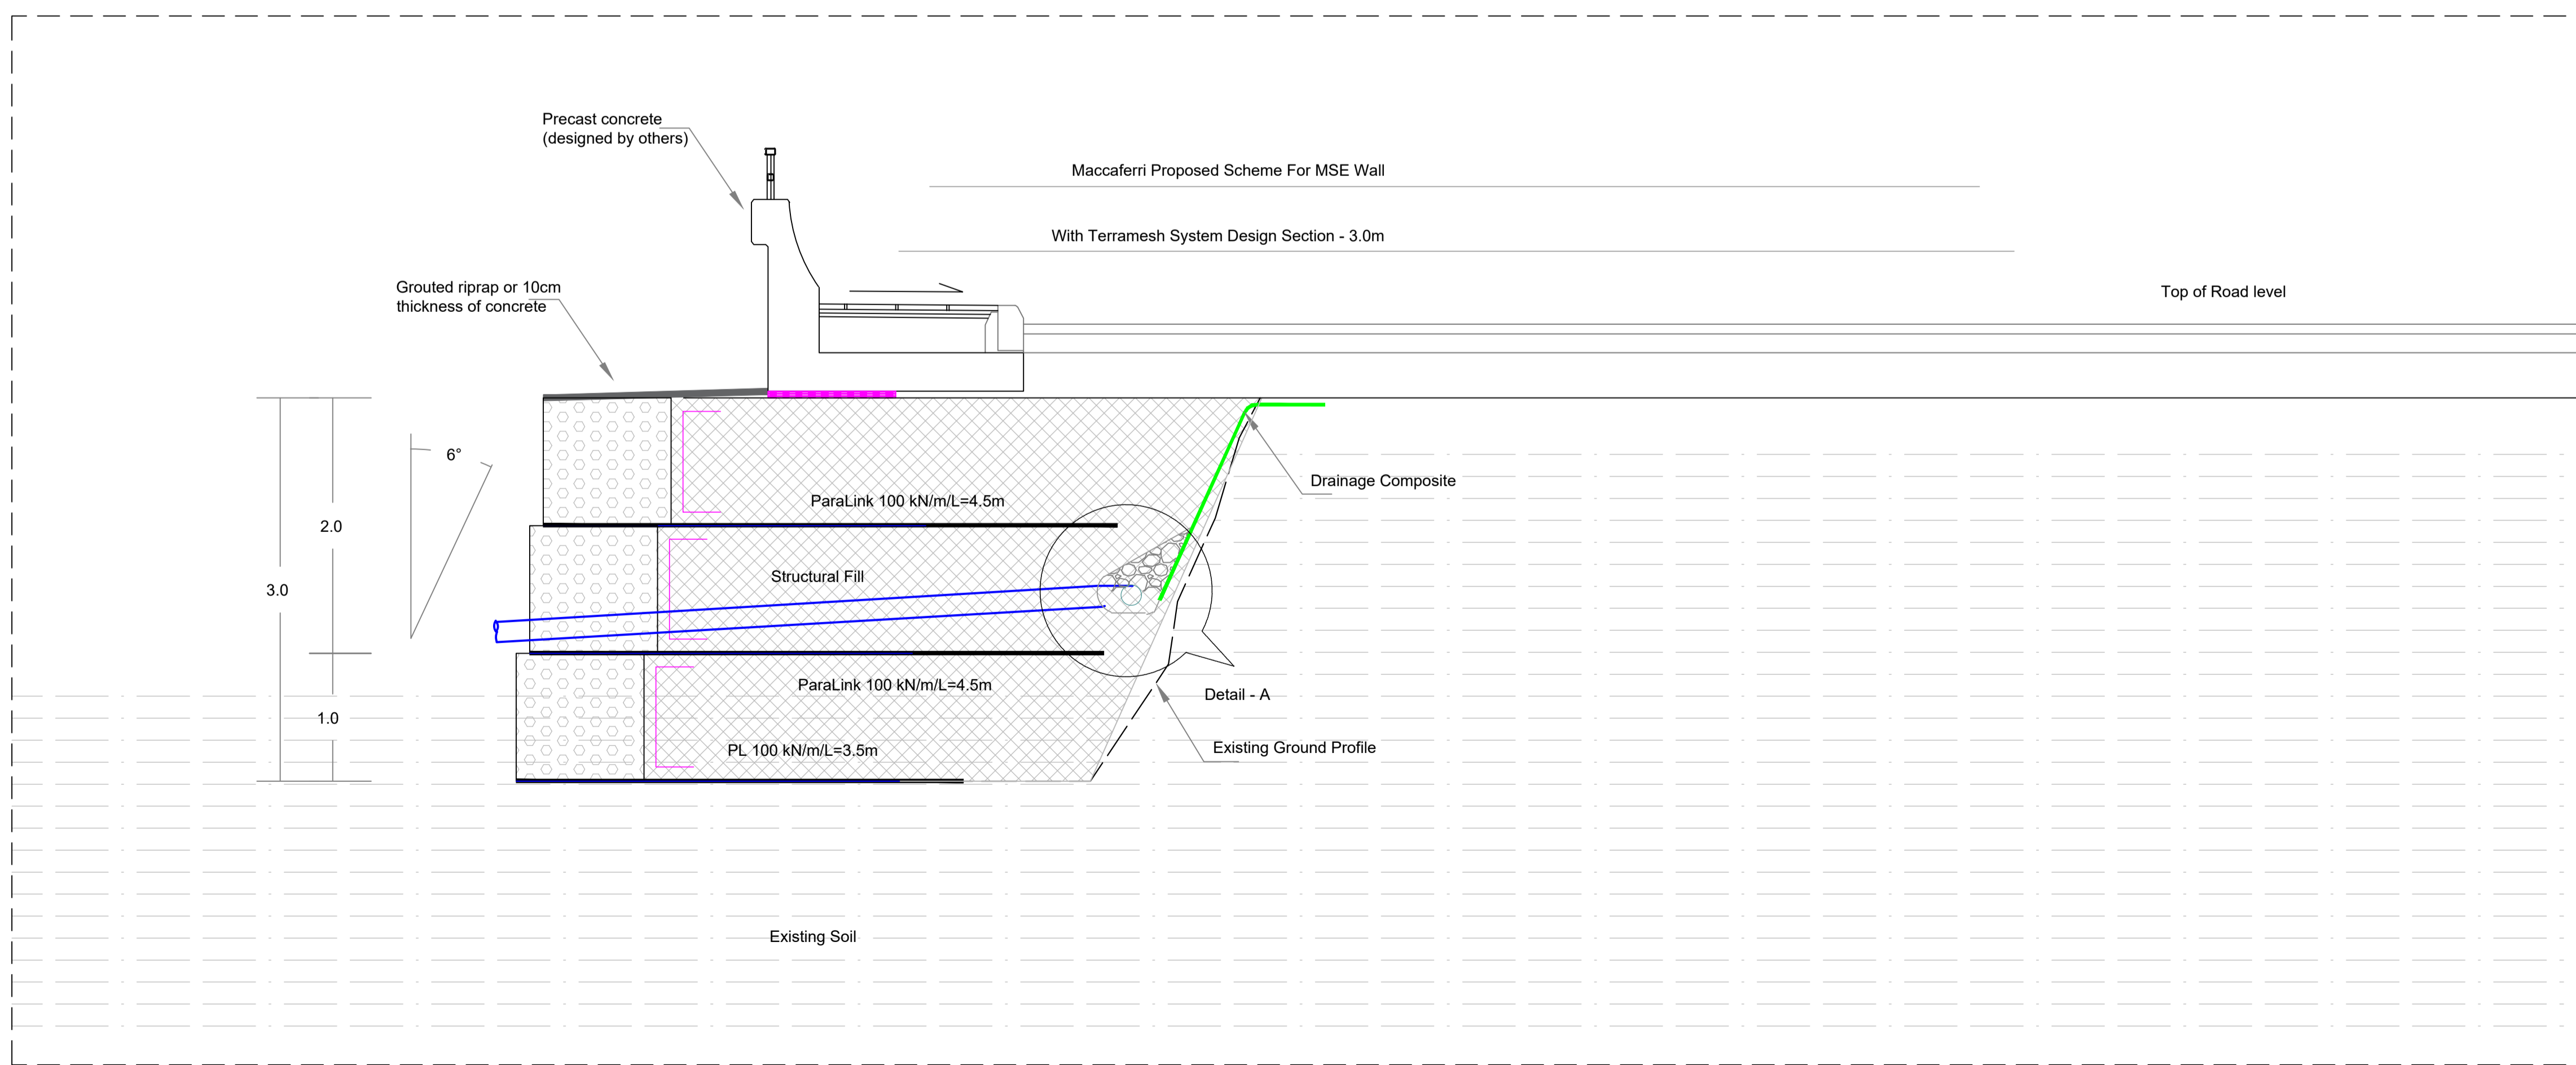 Precast concrete
(designed by others)
Maccaferri Proposed Scheme For MSE Wall
With Terramesh System Design Section - 3.0m
Grouted riprap or 10cm
thickness of concrete
Top of Road level
6°
Drainage Composite
ParaLink 100 kN/m/L=4.5m
2.0
Structural Fill
3.0
ParaLink 100 kN/m/L=4.5m
Detail - A
1.0
PL 100 kN/m/L=3.5m
Existing Ground Profile
Existing Soil